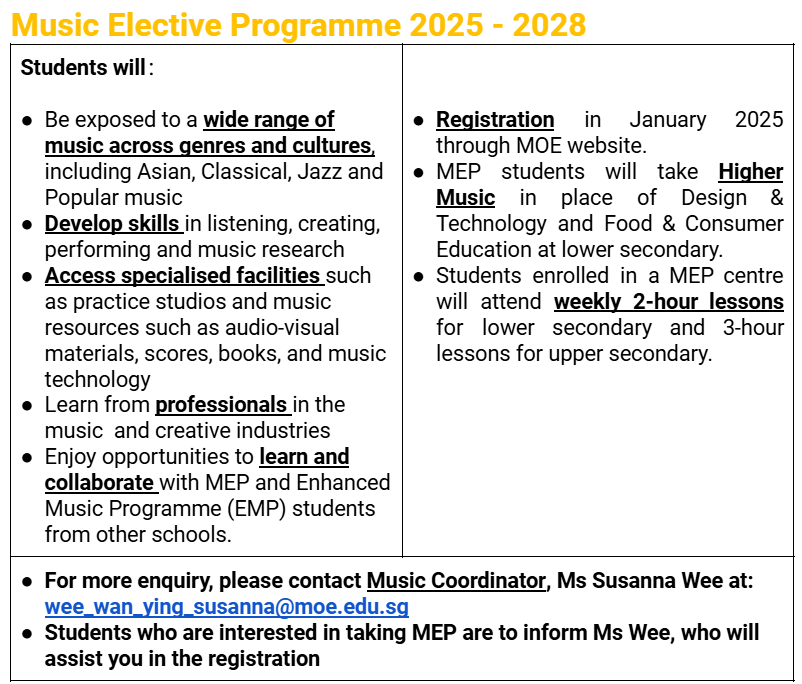 Music Elective Programme 2025 - 2028
Students will:
● Be exposed to a wide range of
music across genres and cultures,
including Asian, Classical, Jazz and
Popular music
● Develop skills in listening, creating,
performing and music research
● Access specialised facilities such
as practice studios and music
resources such as audio-visual
materials, scores, books, and music
technology
● Learn from professionals in the
music and creative industries
● Enjoy opportunities to learn and
collaborate with MEP and Enhanced
Music Programme (EMP) students
from other schools.
● Registration in January 2025
through MOE website.
● MEP students will take Higher
Music in place of Design &
Technology and Food & Consumer
Education at lower secondary.
● Students enrolled in a MEP centre
will attend weekly 2-hour lessons
for lower secondary and 3-hour
lessons for upper secondary.
● For more enquiry, please contact Music Coordinator, Ms Susanna Wee at:
wee_wan_ying_susanna@moe.edu.sg
● Students who are interested in taking MEP are to inform Ms Wee, who will
assist you in the registration